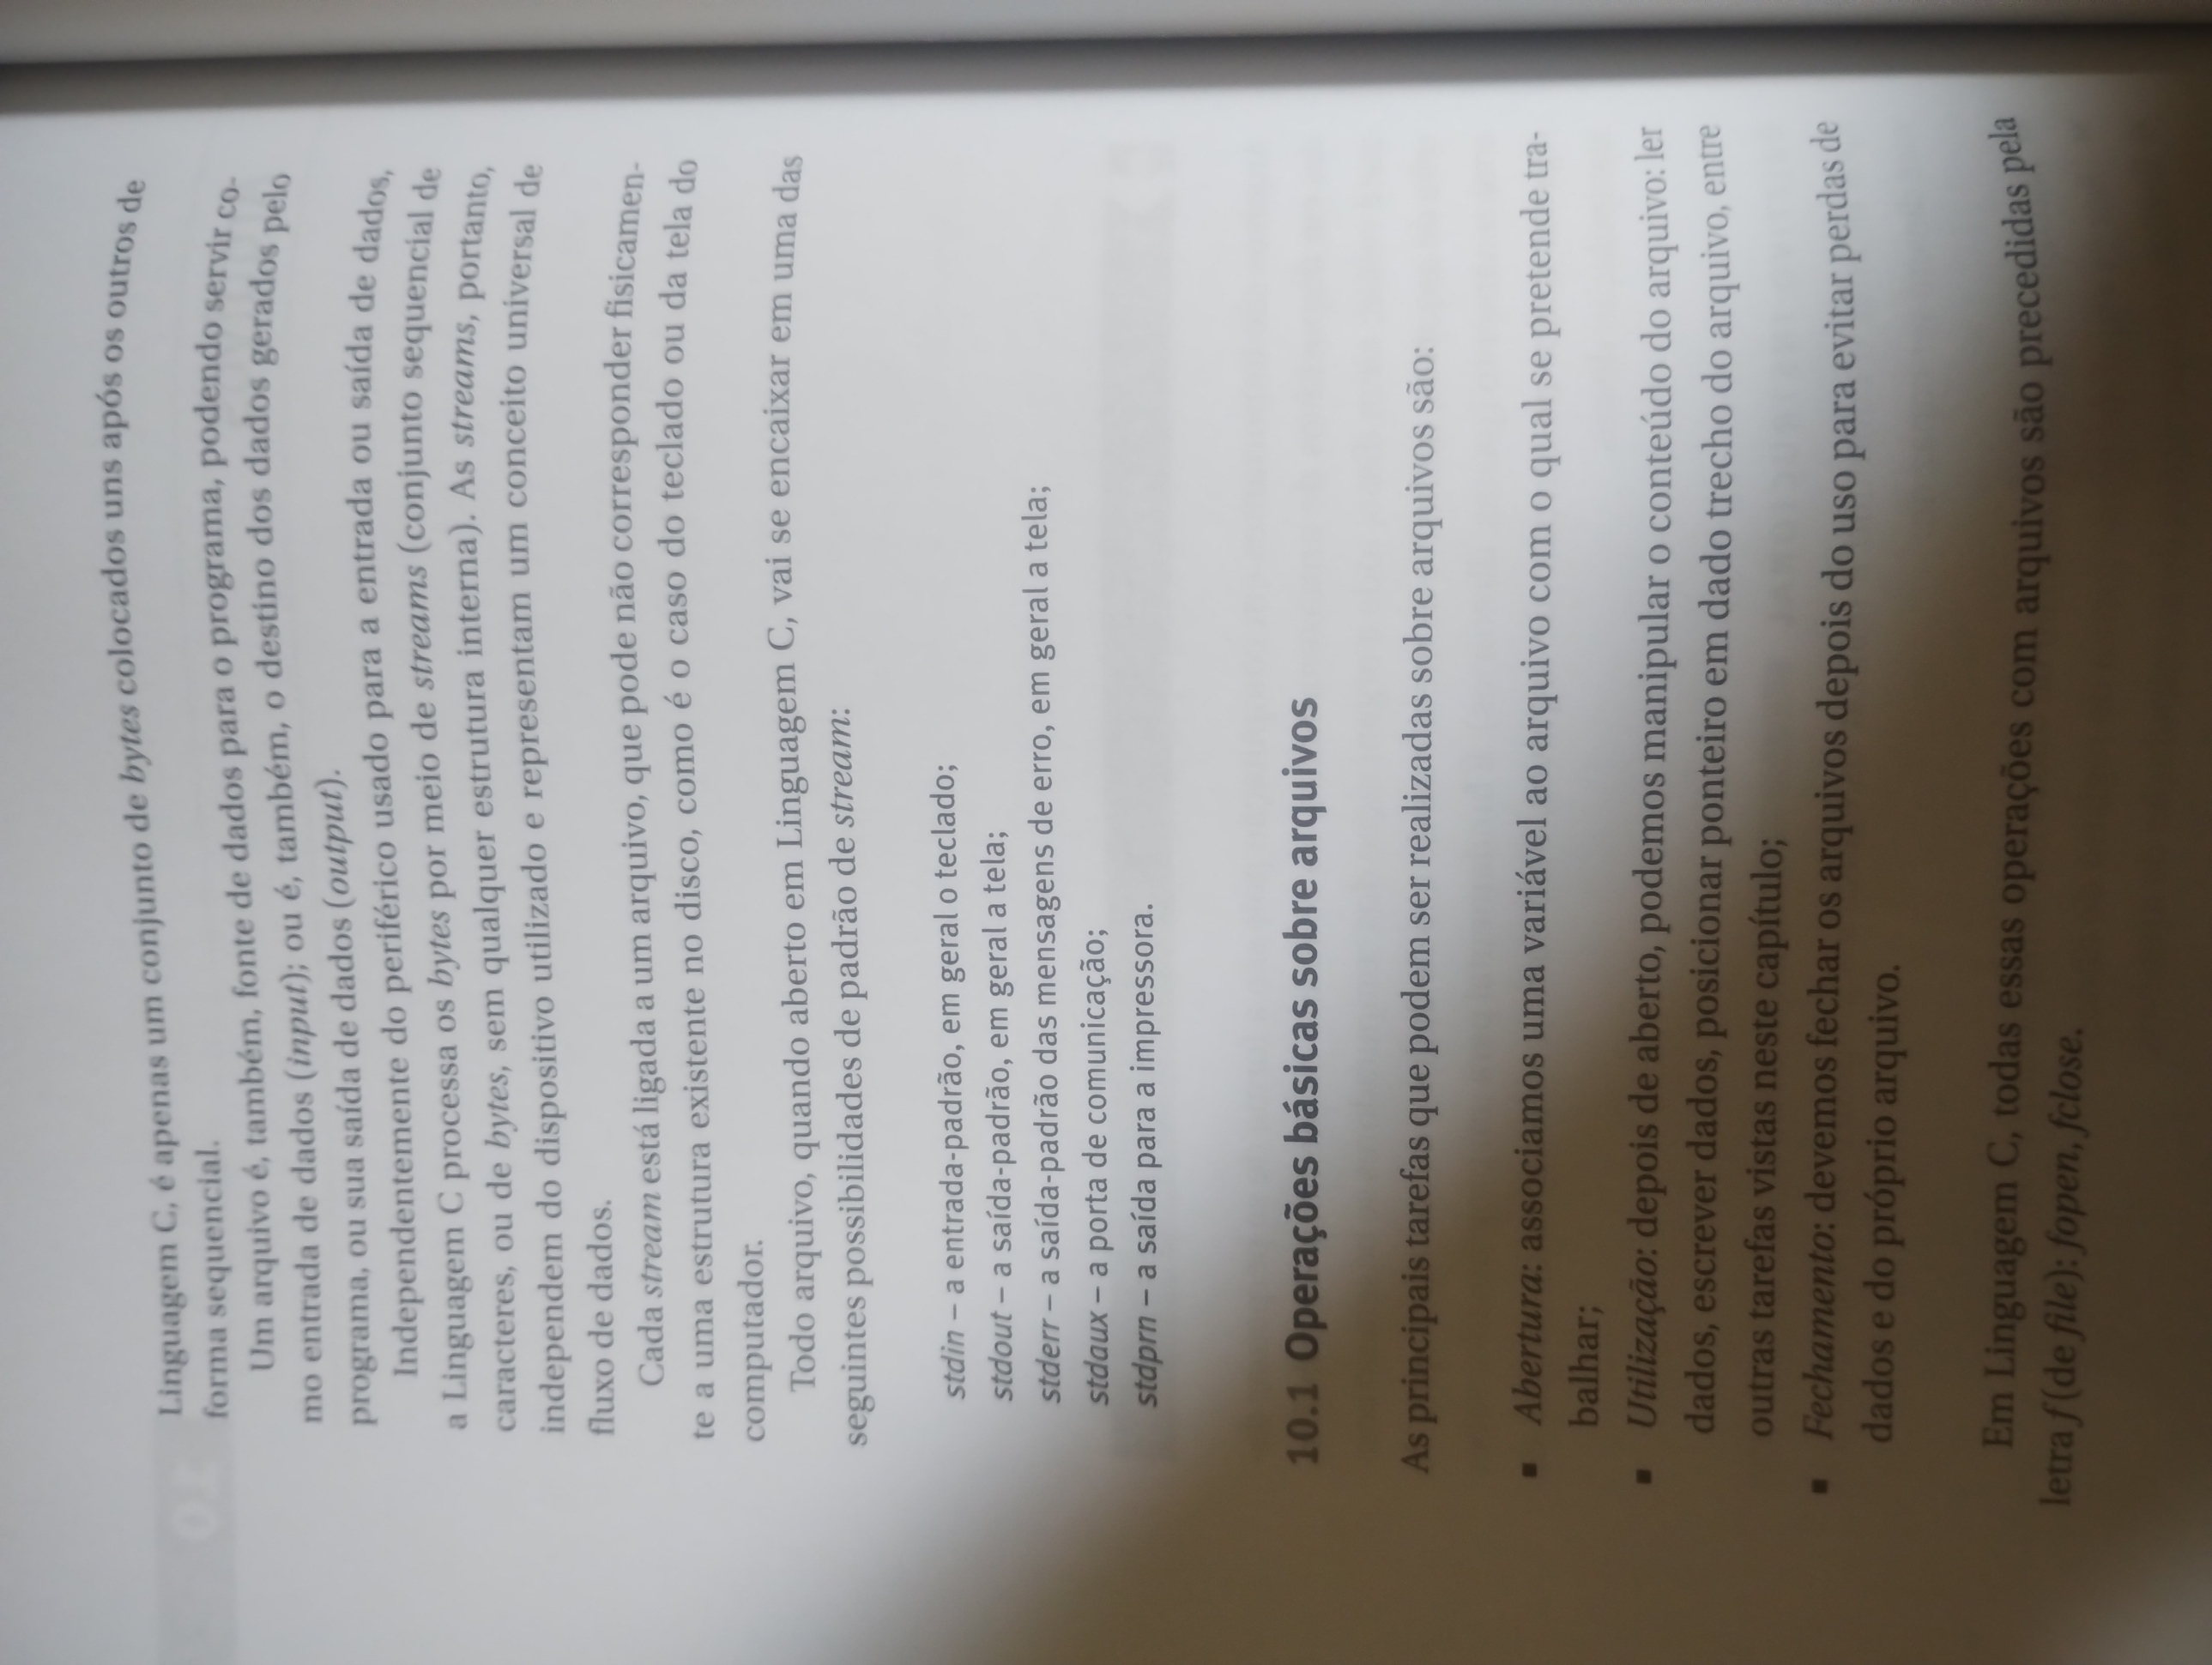 Linguagem C, é apenas um conjunto de bytes colocados uns após os outros de
forma sequencial.
Um arquivo é, também, fonte de dados para o programa, podendo servir co-
mo entrada de dados (input); ou é, também, o destino dos dados gerados pelo
programa, ou sua saída de dados (output).
Independentemente do periférico usado para a entrada ou saída de dados,
a Linguagem C processa os bytes por meio de streams (conjunto sequencial de
caracteres, ou de bytes, sem qualquer estrutura interna). As streams, portanto,
independem do dispositivo utilizado e representam um conceito universal de
fluxo de dados.
Cada stream está ligada a um arquivo, que pode não corresponder fisicamen-
te a uma estrutura existente no disco, como é o caso do teclado ou da tela do
computador.
Todo arquivo, quando aberto em Linguagem C, vai se encaixar em uma das
seguintes possibilidades de padrão de stream:
stdin – a entrada-padrão, em geral o teclado;
stdout – a saída-padrão, em geral a tela;
stderr – a saída-padrão das mensagens de erro, em geral a tela;
stdaux – a porta de comunicação;
stdprn – a saída para a impressora.
10.1 Operações básicas sobre arquivos
As principais tarefas que podem ser realizadas sobre arquivos são:
▪ Abertura: associamos uma variável ao arquivo com o qual se pretende tra-
balhar;
▪ Utilização: depois de aberto, podemos manipular o conteúdo do arquivo: ler
dados, escrever dados, posicionar ponteiro em dado trecho do arquivo, entre
outras tarefas vistas neste capítulo;
▪ Fechamento: devemos fechar os arquivos depois do uso para evitar perdas de
dados e do próprio arquivo.
Em Linguagem C, todas essas operações com arquivos são precedidas pela
letra f (de file): fopen, fclose.